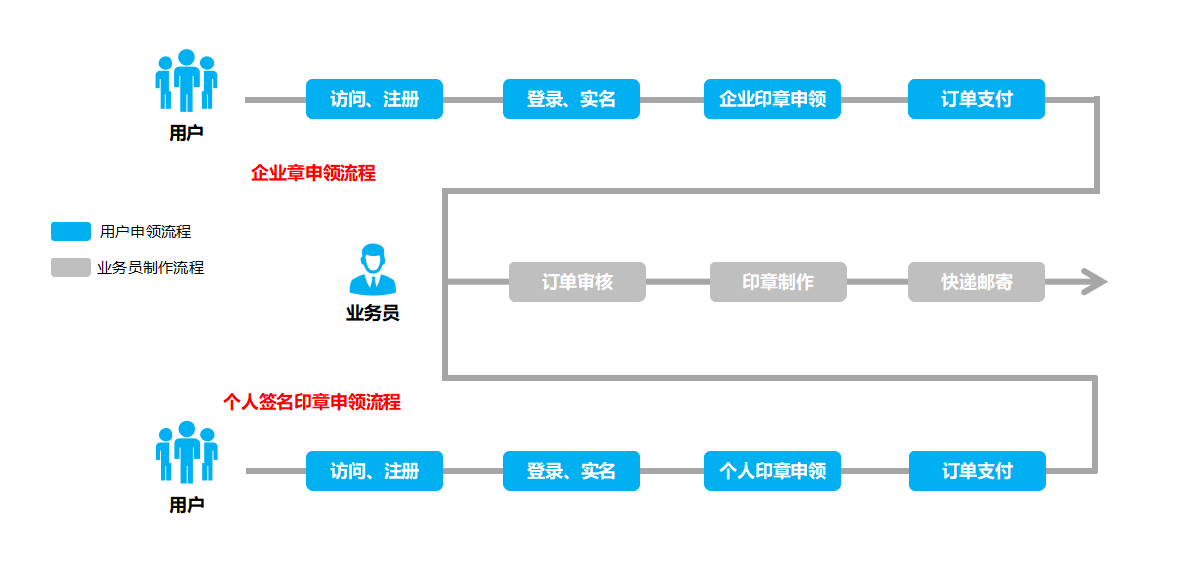 访问、注册
登录、实名
企业印章申领
订单支付
用户
企业章申领流程
用户申领流程
业务员制作流程
订单审核
印章制作
快递邮寄
业务员
个人签名印章申领流程
访问、注册
登录、实名
个人印章申领
订单支付
用户